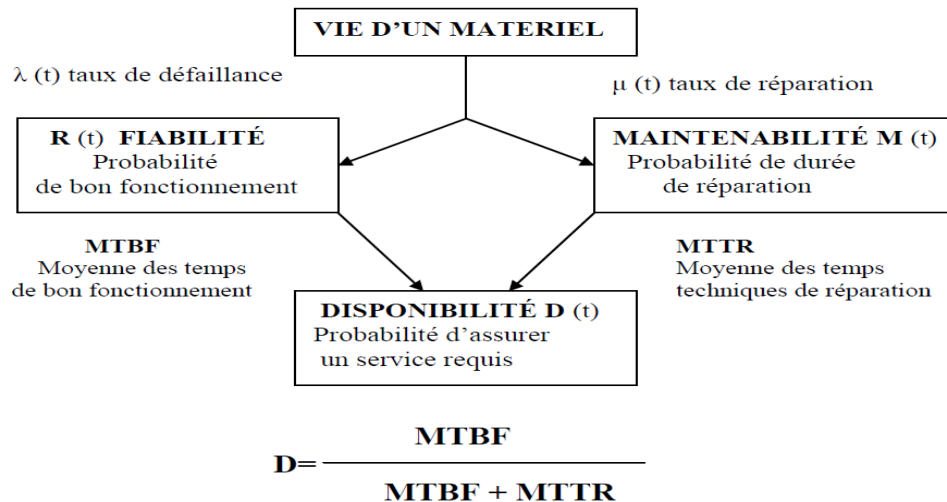 VIE D'UN MATERIEL
λ (t) taux de défaillance
μ (t) taux de réparation
R (t) FIABILITÉ
Probabilité
de bon fonctionnement
MAINTENABILITÉ M (t)
Probabilité de durée
de réparation
MTBF
Moyenne des temps
de bon fonctionnement
MTTR
Moyenne des temps
techniques de réparation
DISPONIBILITÉ D (t)
Probabilité d'assurer
un service requis
MTBF
D=
MTBF + MTTR